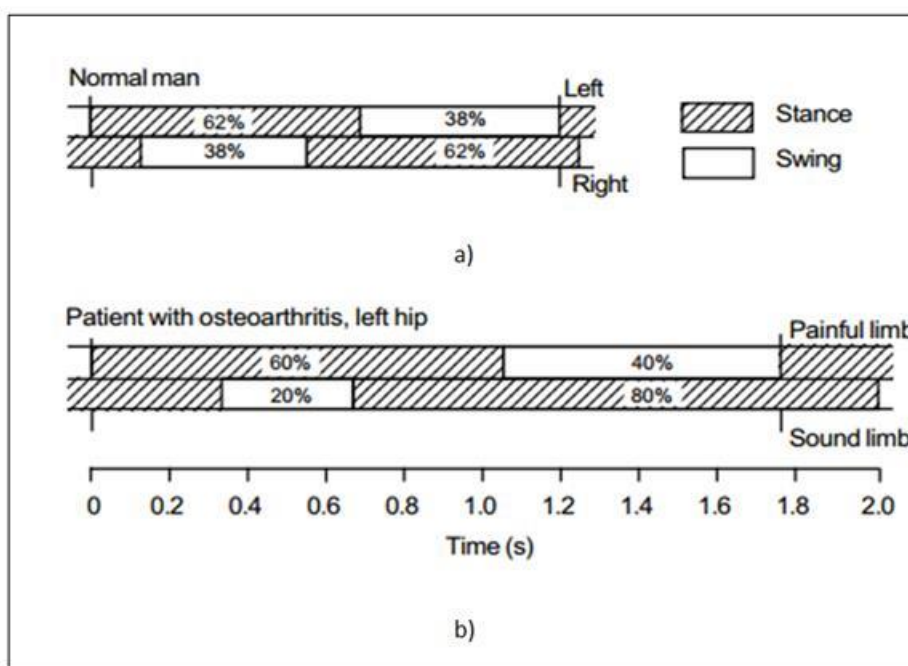 Normal man
Left
Stance
62%
38%
38%
62%
Swing
Right
a)
Patient with osteoarthritis, left hip
Painful limb
60%
40%
20%
80%
Sound limb
0 0.2 0.4 0.6 0.8 1.0 1.2 1.4 1.6 1.8 2.0
Time (s)
b)